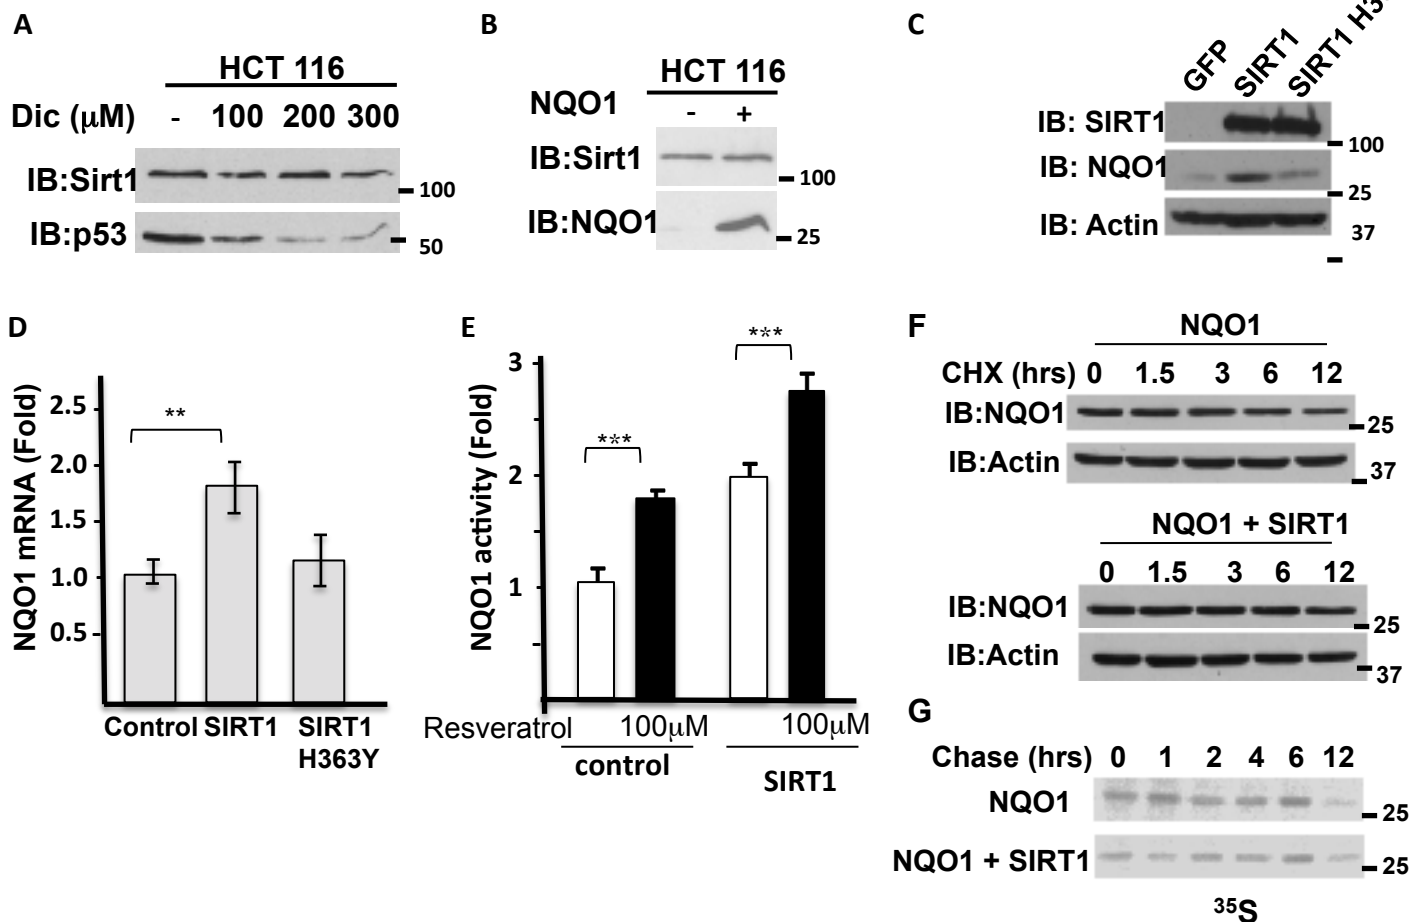 A
HCT 116
Dic (μM) - 100 200 300
IB:Sirt1
100
IB:p53
50
B
HCT 116
NQO1 - +
IB:Sirt1
100
IB:NQO1
25
C
GFP SIRT1 SIRT1
IB: SIRT1
100
IB: NQO1
25
IB: Actin
37
D
NQO1 mRNA (Fold)
2.5
2.0
1.5
1.0
0.5
**
Control SIRT1 SIRT1
H363Y
E
NQO1 activity (Fold)
3
2
1
***
***
Resveratrol 100μM 100μM
control
SIRT1
F
NQO1
CHX (hrs) 0 1.5 3 6 12
IB:NQO1
25
IB:Actin
37
NQO1 + SIRT1
0 1.5 3 6 12
IB:NQO1
25
IB:Actin
37
G
Chase (hrs) 0 1 2 4 6 12
NQO1
25
NQO1 + SIRT1
25
³⁵S